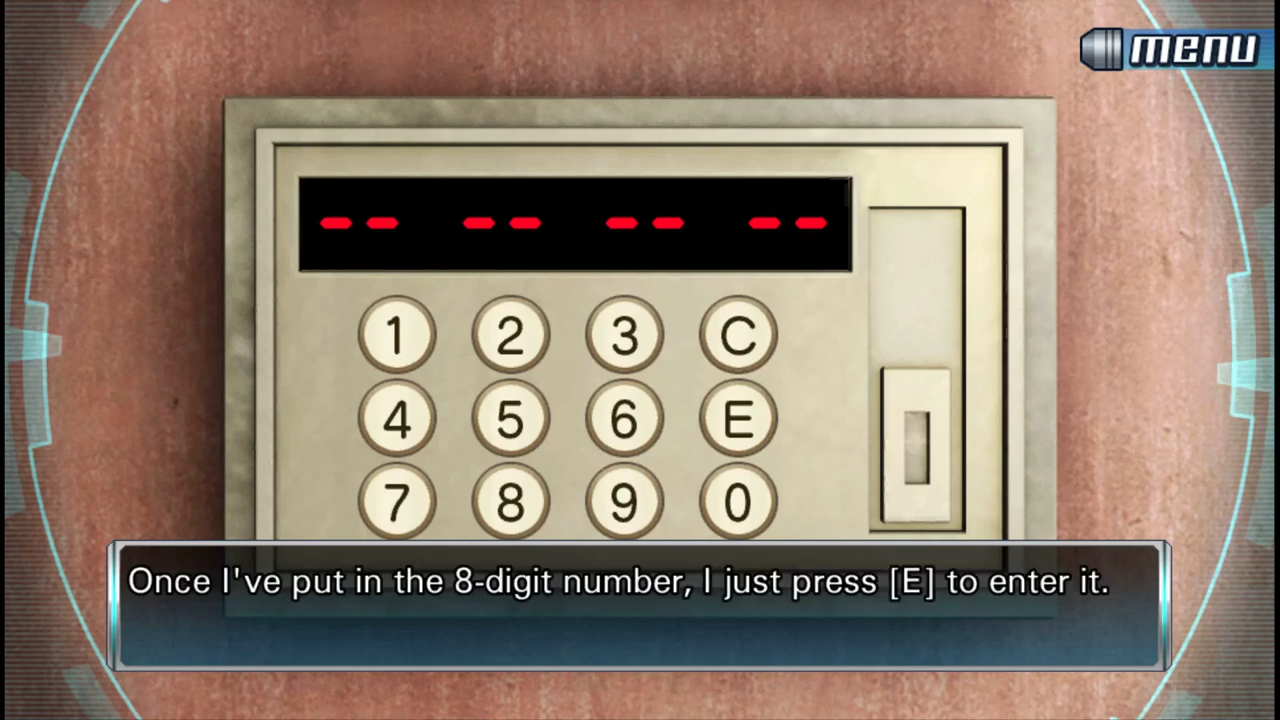 menu
-- -- -- --
1 2 3 C
4 5 6 E
7 8 9 0
Once I've put in the 8-digit number, I just press [E] to enter it.